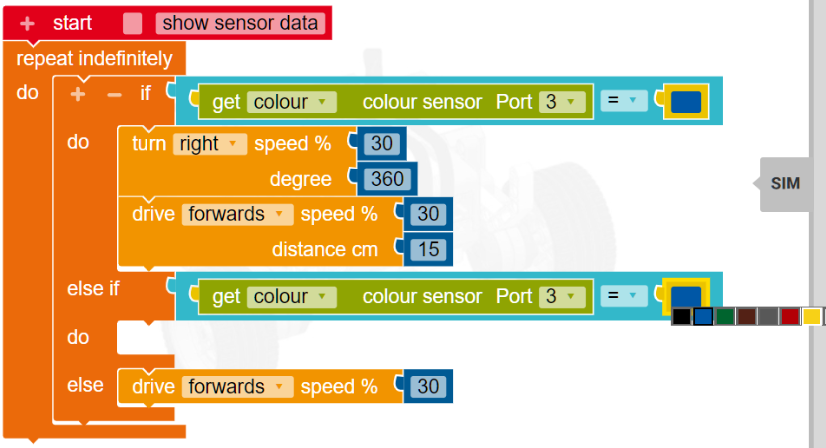 + start show sensor data
repeat indefinitely
do + − if get colour colour sensor Port 3 =
do turn right speed % 30
degree 360
SIM
drive forwards speed % 30
distance cm 15
else if get colour colour sensor Port 3 =
do
else drive forwards speed % 30